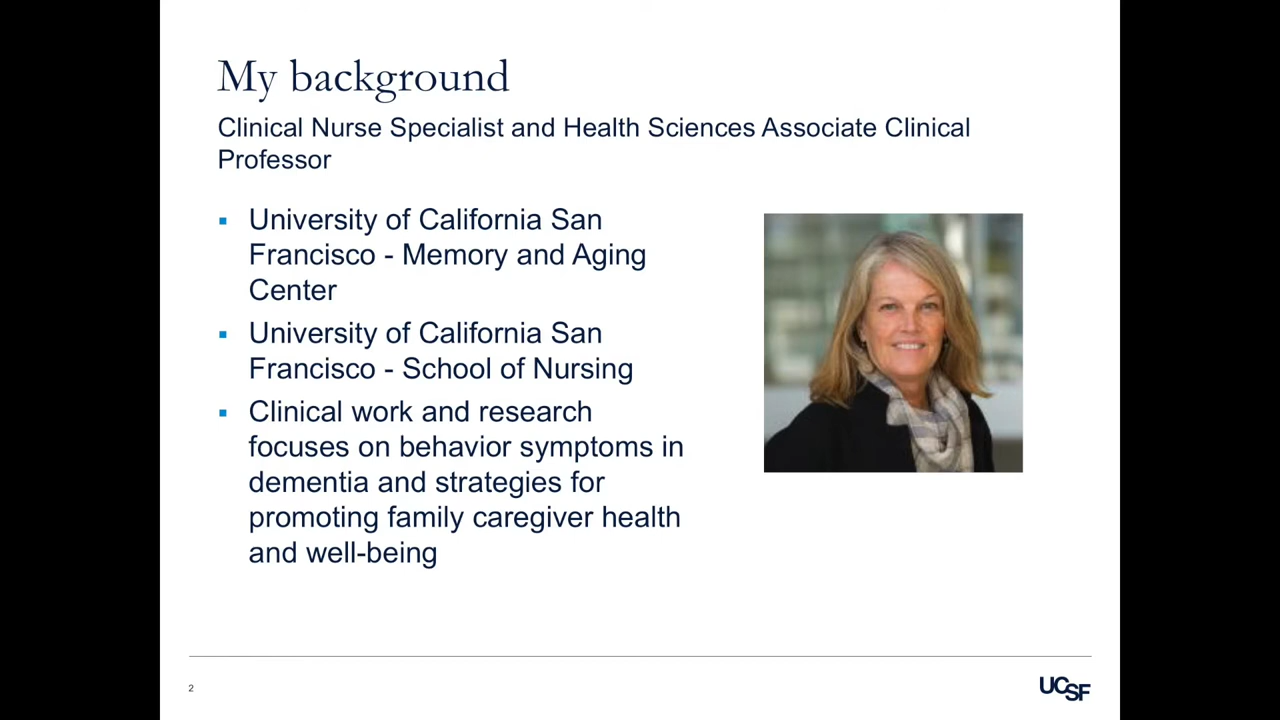 My background
Clinical Nurse Specialist and Health Sciences Associate Clinical
Professor
▪ University of California San
Francisco - Memory and Aging
Center
▪ University of California San
Francisco - School of Nursing
▪ Clinical work and research
focuses on behavior symptoms in
dementia and strategies for
promoting family caregiver health
and well-being
2
UCSF